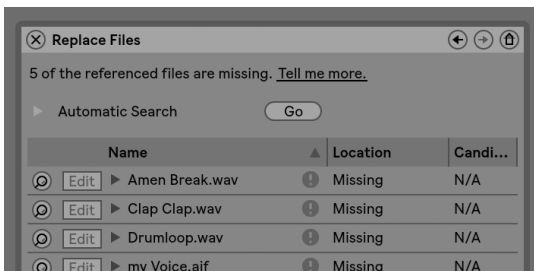 Replace Files
5 of the referenced files are missing. Tell me more.
Automatic Search Go
Name Location Candi...
Edit Amen Break.wav Missing N/A
Edit Clap Clap.wav Missing N/A
Edit Drumloop.wav Missing N/A
Edit my Voice.aif Missing N/A